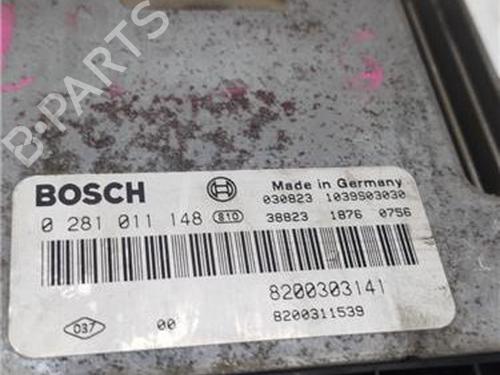 B-PARTS
BOSCH
Made in Germany
030823 1039S03030
0 281 011 148 810 38823 1876 0756
8200303141
037 00 8200311539